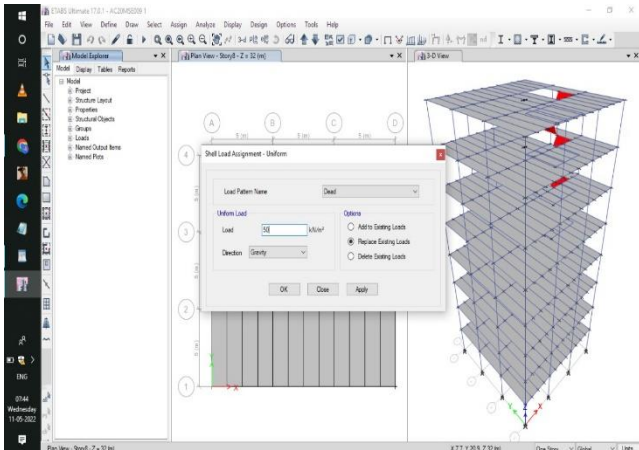 ETABS Ultimate 17.0.1 - AC20MSE09-1
File Edit View Define Draw Select Assign Analyze Display Design Options Tools Help
Model Explorer
Model Display Tables Reports
Model
Project
Structure Layout
Properties
Structural Objects
Groups
Loads
Named Output Items
Named Plots
Plan View - Story8 - Z = 32 (m)
3-D View
A B C D
5 (m) 5 (m) 5 (m)
4
3
2
1
X
Shell Load Assignment - Uniform
Load Pattern Name Dead
Uniform Load
Load 50 kN/m²
Direction Gravity
Options
Add to Existing Loads
Replace Existing Loads
Delete Existing Loads
OK Close Apply
Y Z X
ENG
07:44
Wednesday
11-05-2022
Plan View - Story8 - Z = 32 (m)
One Story Global Units